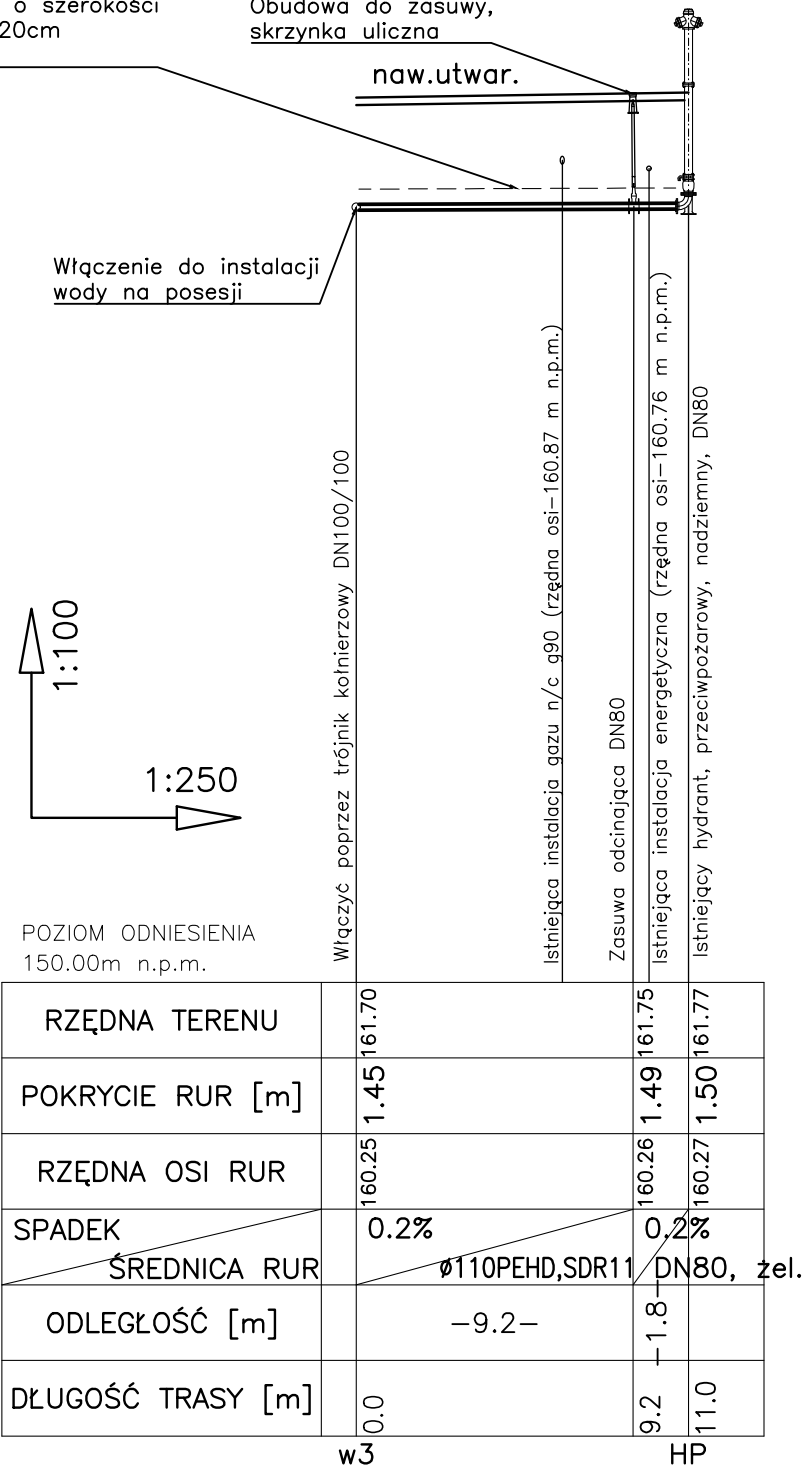 o szerokości
20cm
Obudowa do zasuwy,
skrzynka uliczna
naw.utwar.
Włączenie do instalacji
wody na posesji
Włączyć poprzez trójnik kołnierzowy DN100/100
Istniejąca instalacja gazu n/c g90 (rzędna osi-160.87 m n.p.m.)
Zasuwa odcinająca DN80
Istniejąca instalacja energetyczna (rzędna osi-160.76 m n.p.m.)
Istniejący hydrant, przeciwpożarowy, nadziemny, DN80
1:100
1:250
POZIOM ODNIESIENIA
150.00m n.p.m.
RZĘDNA TERENU 161.70 161.75 161.77
POKRYCIE RUR [m] 1.45 1.49 1.50
RZĘDNA OSI RUR 160.25 160.26 160.27
SPADEK 0.2% 0.2%
ŚREDNICA RUR ø110PEHD,SDR11 DN80, żel.
ODLEGŁOŚĆ [m] -9.2- -1.8-
DŁUGOŚĆ TRASY [m] 0.0 9.2 11.0
w3 HP